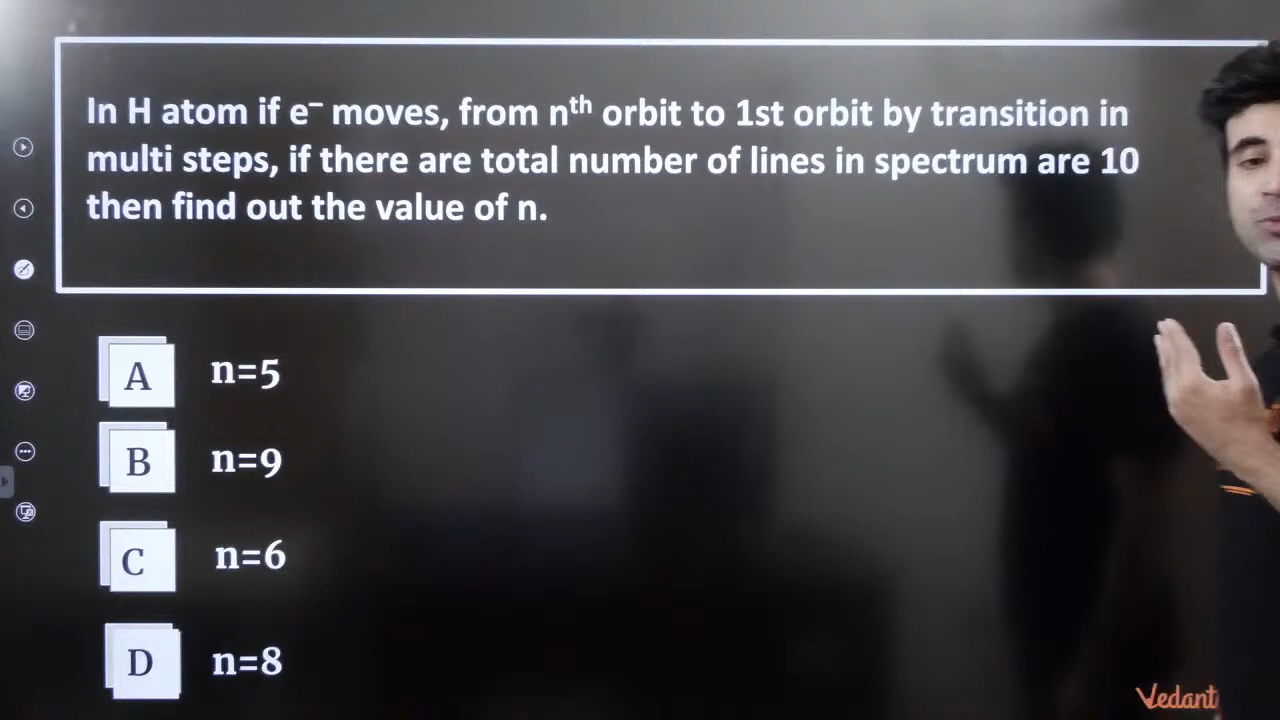 In H atom if e⁻ moves, from nᵗʰ orbit to 1st orbit by transition in
multi steps, if there are total number of lines in spectrum are 10
then find out the value of n.
A n=5
B n=9
C n=6
D n=8
Vedant